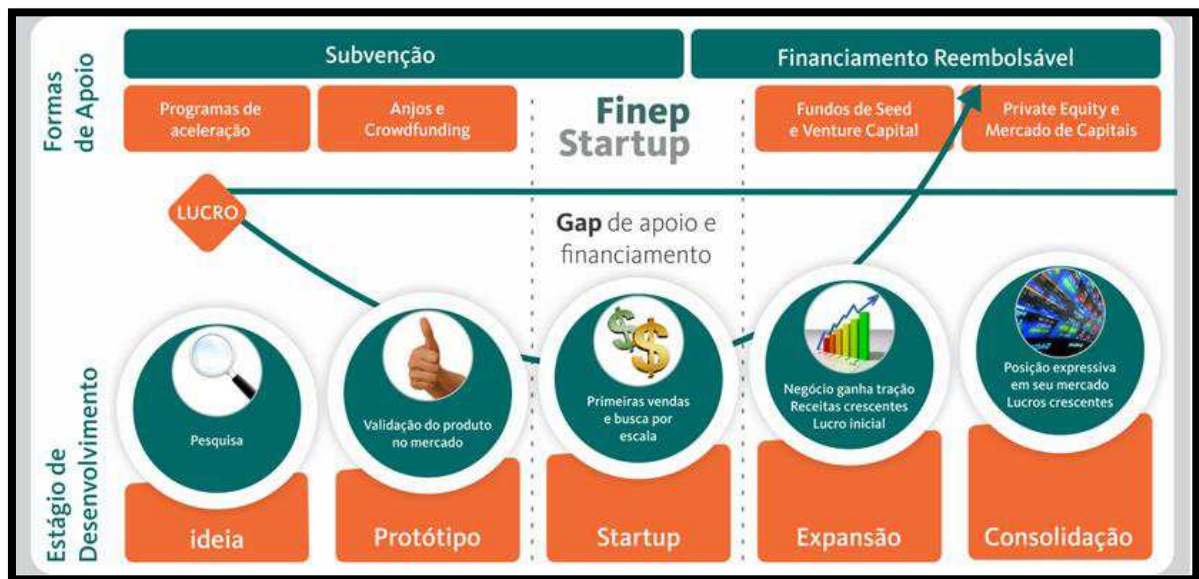 Formas
de Apoio
Subvenção
Financiamento Reembolsável
Programas de
aceleração
Anjos e
Crowdfunding
Finep
Startup
Fundos de Seed
e Venture Capital
Private Equity e
Mercado de Capitais
LUCRO
Gap de apoio e
financiamento
Estágio de
Desenvolvimento
Pesquisa
Validação do produto
no mercado
Primeiras vendas
e busca por
escala
Negócio ganha tração
Receitas crescentes
Lucro inicial
Posição expressiva
em seu mercado
Lucros crescentes
ideia
Protótipo
Startup
Expansão
Consolidação